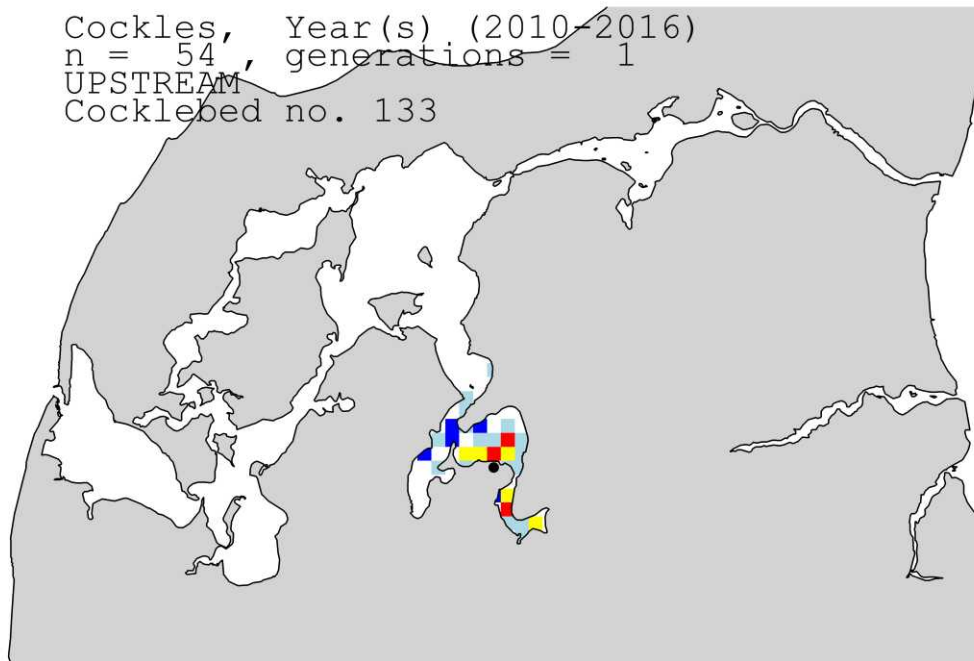 Cockles, Year(s) (2010-2016)
n = 54 , generations = 1
UPSTREAM
Cocklebed no. 133